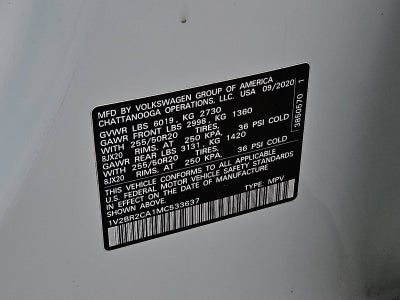 MFD BY VOLKSWAGEN GROUP OF AMERICA
CHATTANOOGA OPERATIONS, LLC. USA 09/2020
GVWR LBS 6019, KG 2730
GAWR FRONT LBS 2998, KG 1360
WITH 255/50R20 TIRES,
8JX20 RIMS, AT 250 KPA, 36 PSI COLD
GAWR REAR LBS 3131, KG 1420
WITH 255/50R20 TIRES,
8JX20 RIMS, AT 250 KPA, 36 PSI COLD
THIS VEHICLE CONFORMS TO ALL APPLICABLE
U.S. FEDERAL MOTOR VEHICLE SAFETY STANDARDS
IN EFFECT ON THE DATE OF MANUFACTURE
SHOWN ABOVE.
1V2BR2CA1MC533637 TYPE: MPV
3850570 1